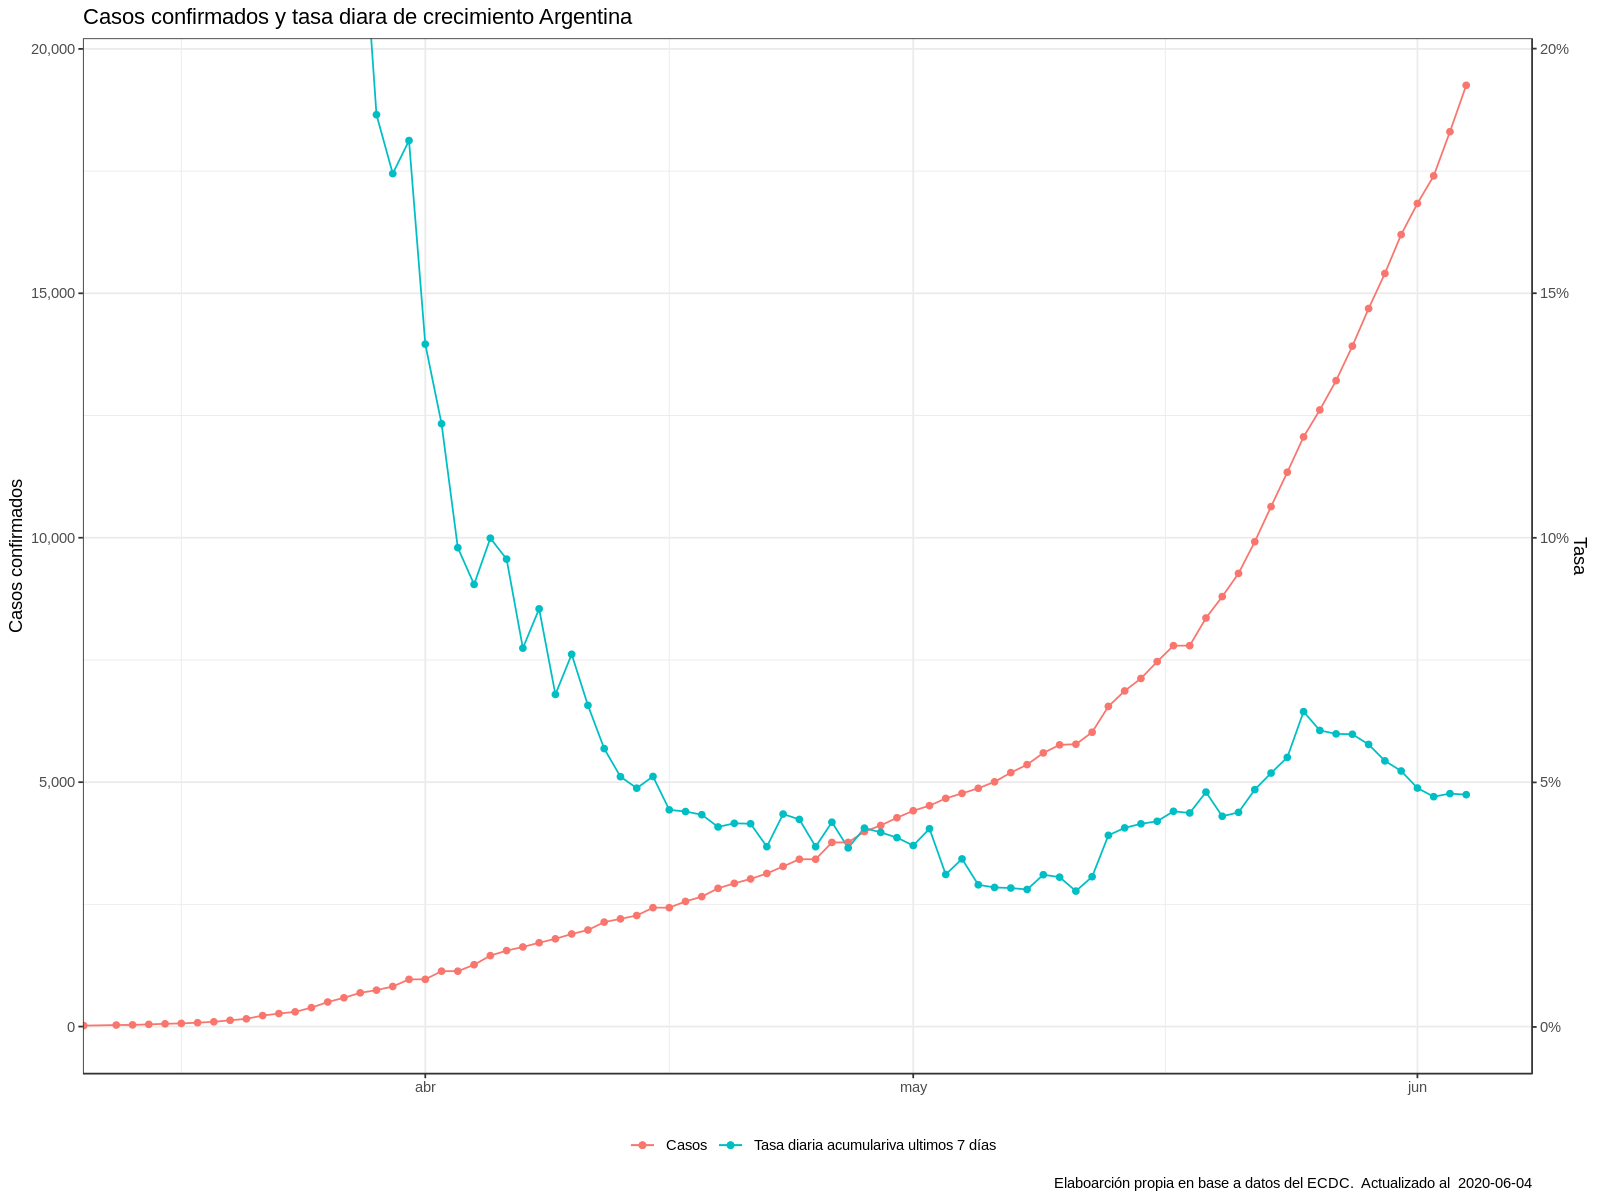 Casos confirmados y tasa diara de crecimiento Argentina
20,000
15,000
10,000
5,000
0
Casos confirmados
20%
15%
10%
5%
0%
Tasa
abr
may
jun
Casos
Tasa diaria acumulariva ultimos 7 días
Elaboarción propia en base a datos del ECDC.  Actualizado al  2020-06-04